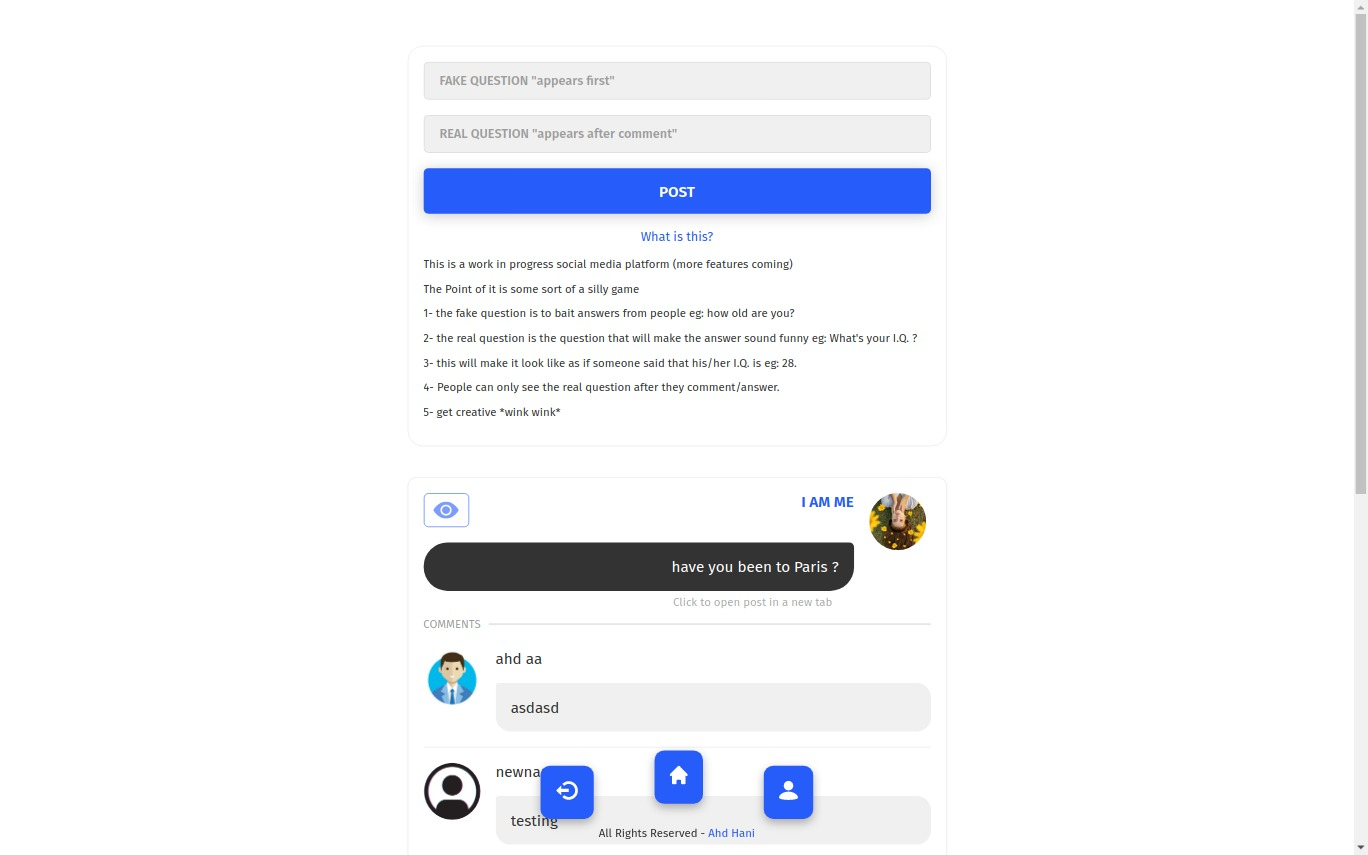 FAKE QUESTION "appears first"
REAL QUESTION "appears after comment"
POST
What is this?
This is a work in progress social media platform (more features coming)
The Point of it is some sort of a silly game
1- the fake question is to bait answers from people eg: how old are you?
2- the real question is the question that will make the answer sound funny eg: What's your I.Q. ?
3- this will make it look like as if someone said that his/her I.Q. is eg: 28.
4- People can only see the real question after they comment/answer.
5- get creative *wink wink*
I AM ME
have you been to Paris ?
Click to open post in a new tab
COMMENTS
ahd aa
asdasd
testing
All Rights Reserved - Ahd Hani